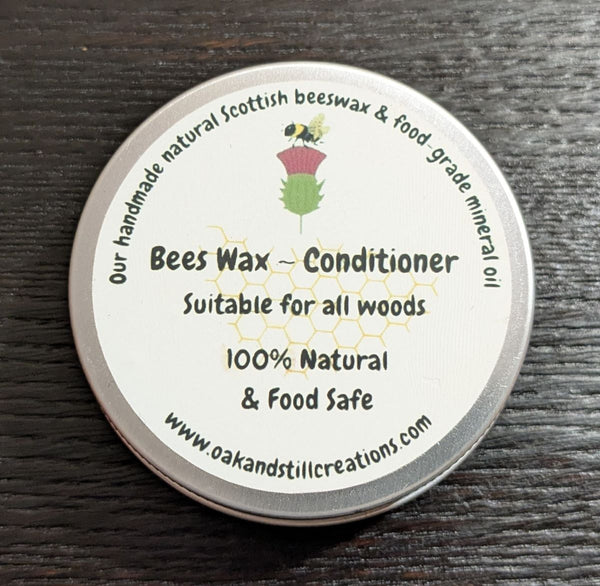 Our handmade natural Scottish beeswax & food-grade mineral oil
Bees Wax ~ Conditioner
Suitable for all woods
100% Natural
& Food Safe
www.oakandstillcreations.com